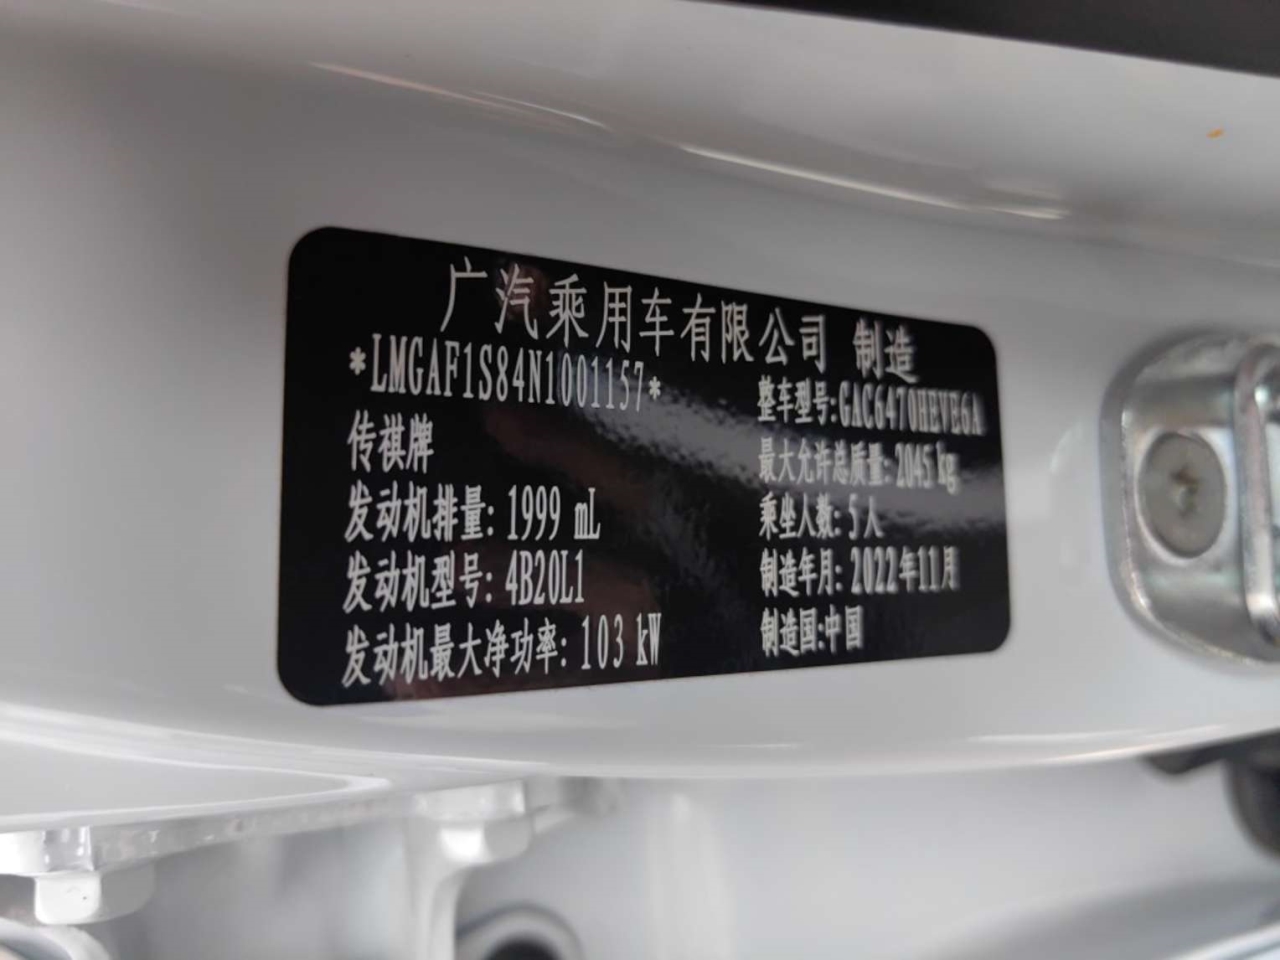 广汽乘用车有限公司 制造
*LMGAF1S84N1001157*
传祺牌
发动机排量: 1999 mL
发动机型号: 4B20L1
发动机最大净功率: 103 kW
整车型号:GAC6470HEVE6A
最大允许总质量: 2045 kg
乘坐人数: 5人
制造年月: 2022年11月
制造国:中国